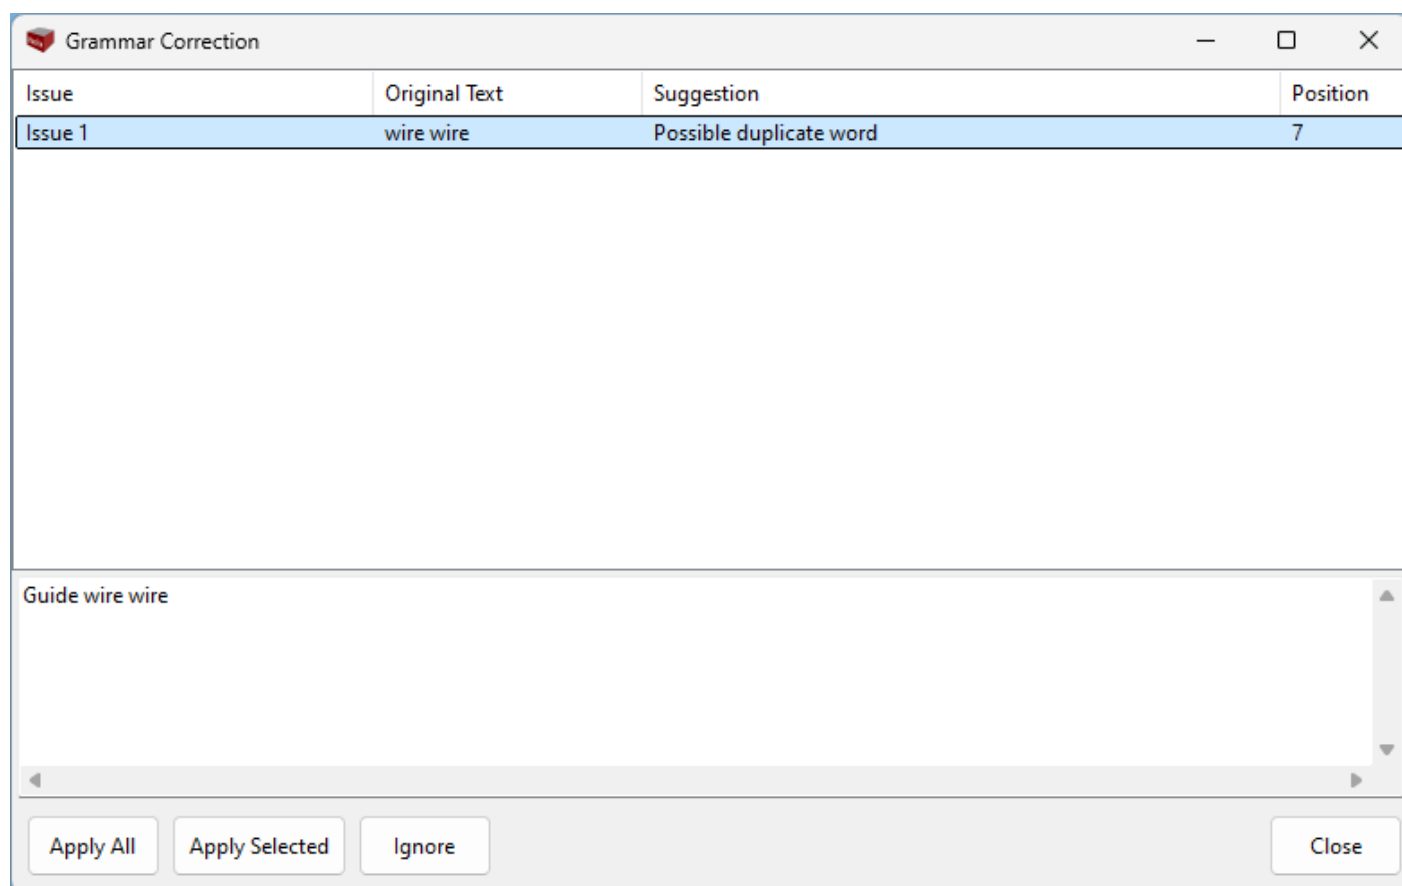 Grammar Correction
Issue Original Text Suggestion Position
Issue 1 wire wire Possible duplicate word 7
Guide wire wire
Apply All Apply Selected Ignore Close